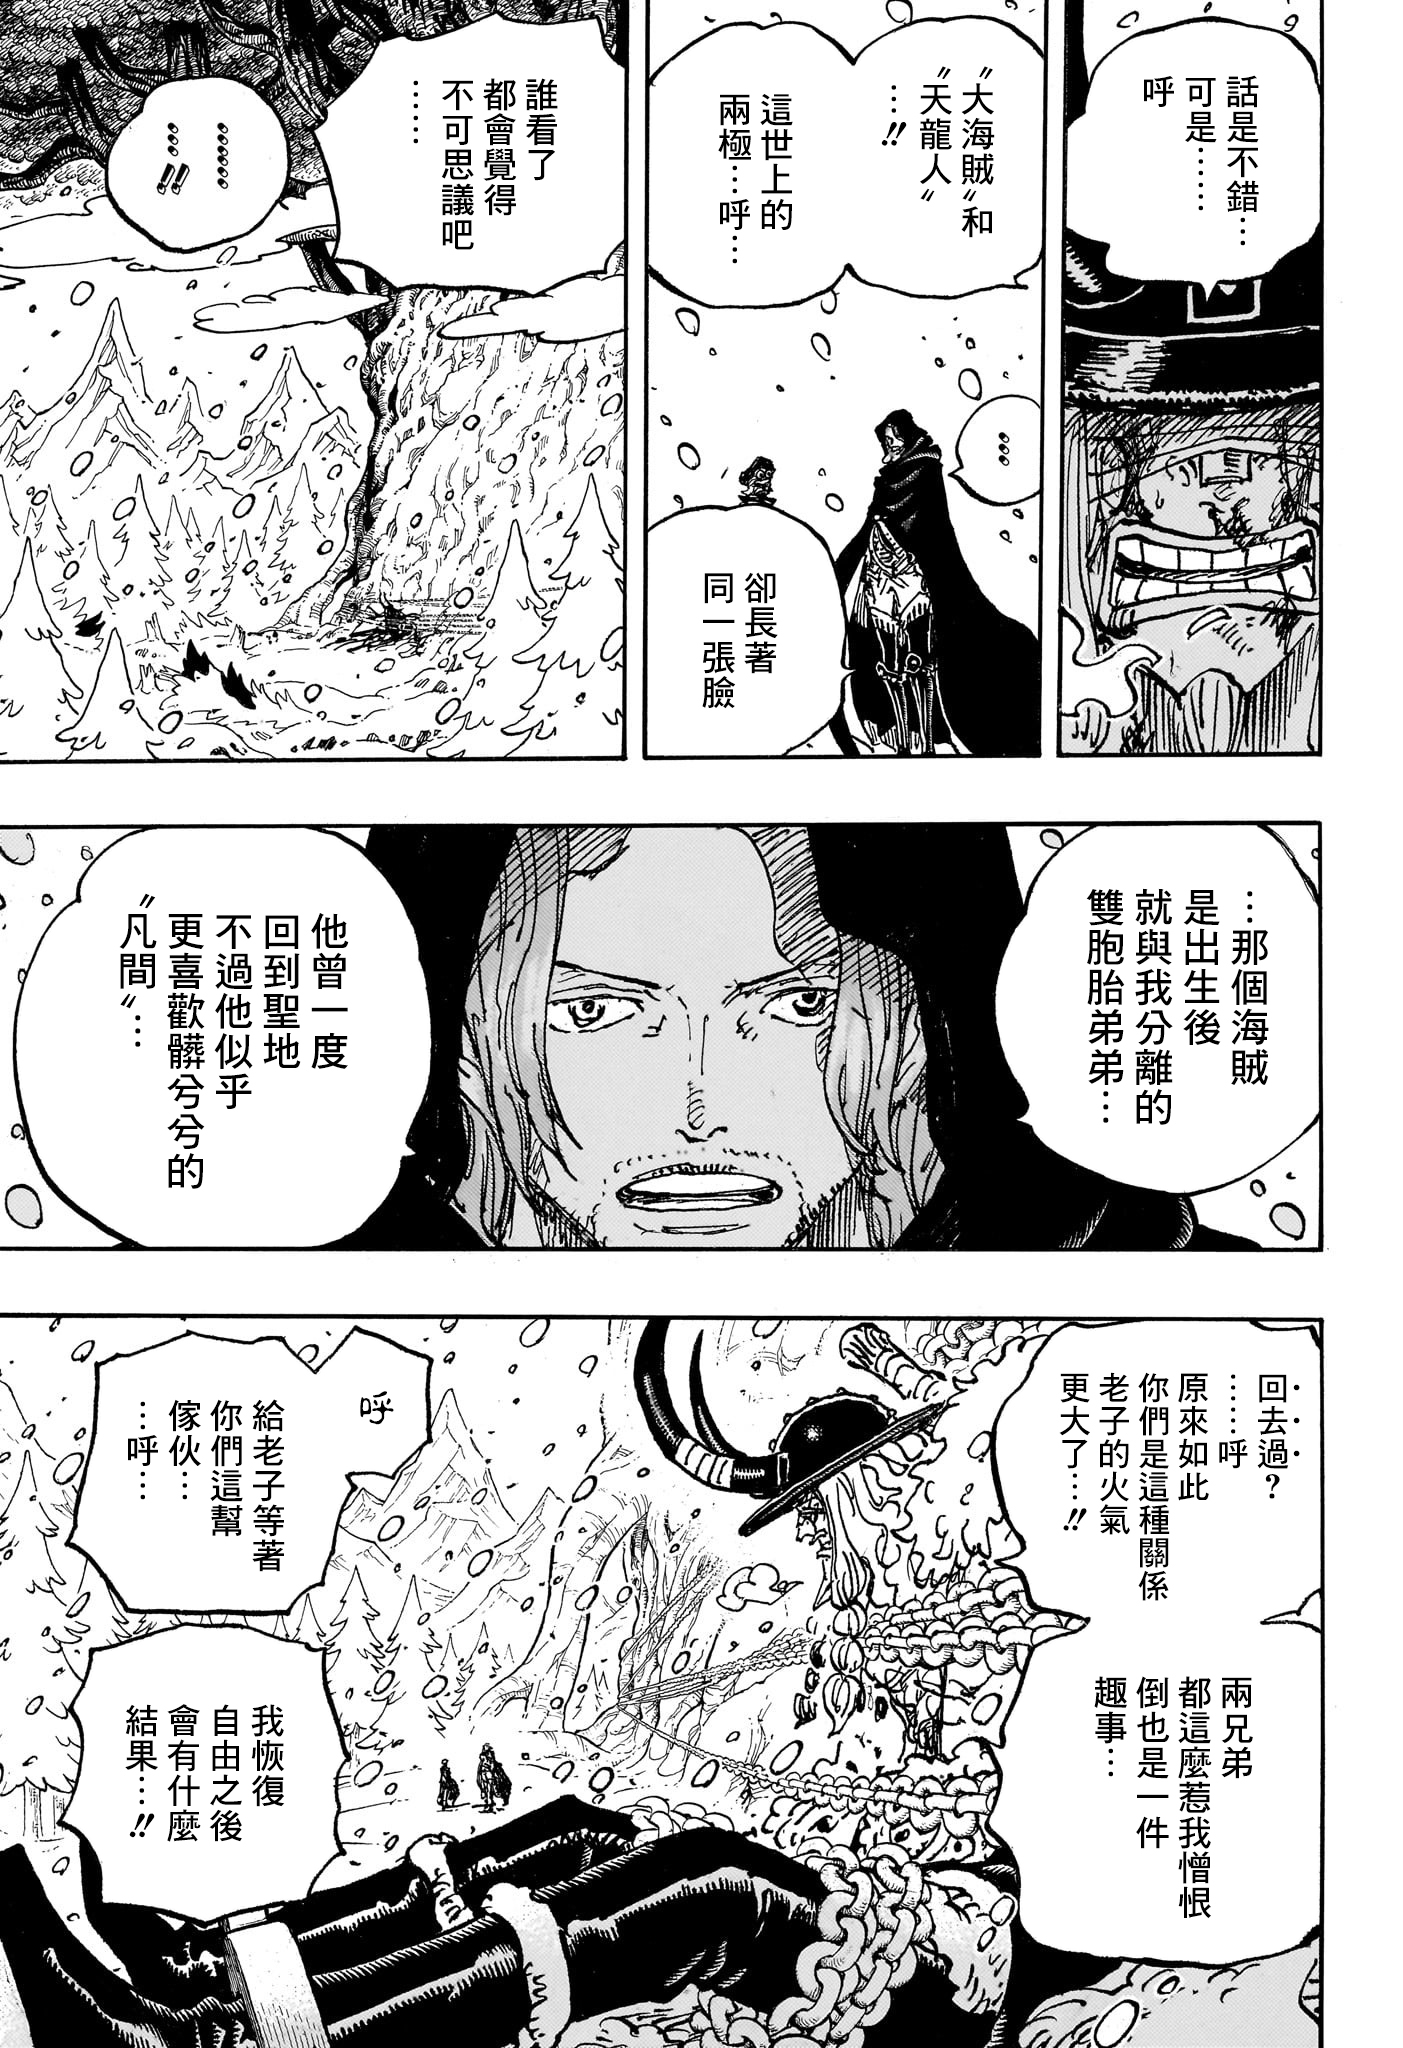 話是不錯…
可是……
呼
〝大海賊〞和
〝天龍人〞
…!!
這世上的
兩極…呼…
…
卻長著
同一張臉
誰看了
都會覺得
不可思議吧
……
……
…!!
…那個海賊
是出生後
就與我分離的
雙胞胎弟弟…
他曾一度
回到聖地
不過他似乎
更喜歡髒兮兮的
〝凡間〞…
回去過?
……呼
原來如此
你們是這種關係
老子的火氣
更大了…!!
兩兄弟
都這麼惹我憎恨
倒也是一件
趣事…
呼
給老子等著
你們這幫
傢伙…
…呼…
我恢復
自由之後
會有什麼
結果…!!